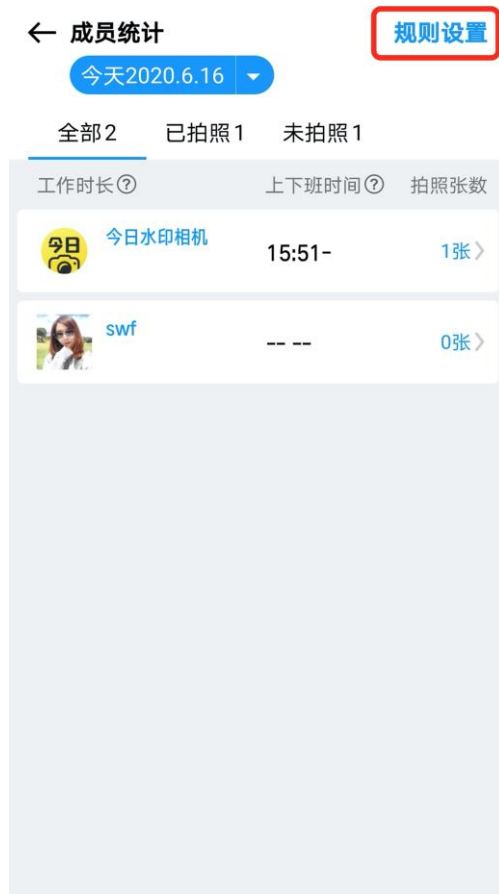 ← 成员统计 规则设置
今天2020.6.16
全部2 已拍照1 未拍照1
工作时长? 上下班时间? 拍照张数
今日
今日水印相机
15:51- 1张
swf
-- -- 0张